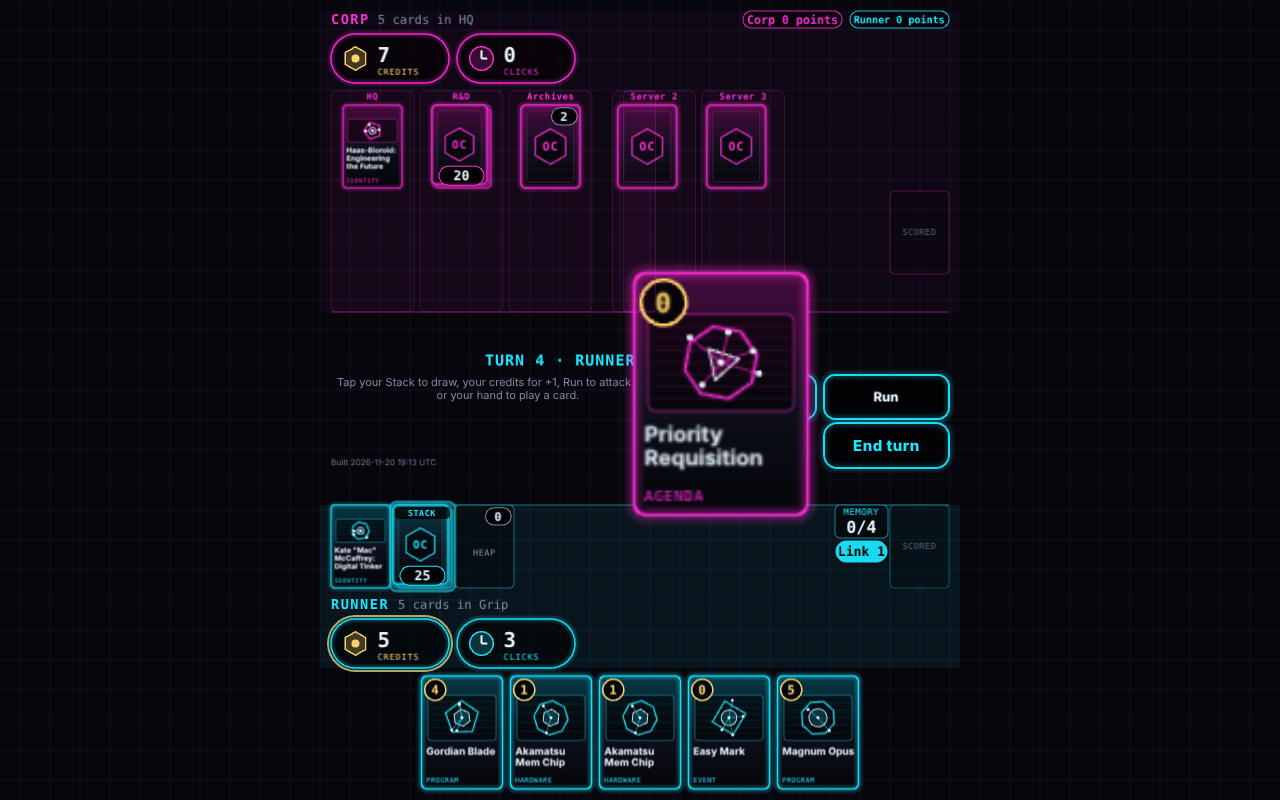 CORP 5 cards in HQ
Corp 0 points
Runner 0 points
7
CREDITS
0
CLICKS
HQ
R&D
Archives
Server 2
Server 3
Haas-Bioroid:
Engineering
the Future
IDENTITY
OC
20
2
OC
OC
OC
SCORED
0
Priority
Requisition
AGENDA
TURN 4 · RUNNER
Tap your Stack to draw, your credits for +1, Run to attack
or your hand to play a card.
Run
End turn
Built 2026-11-20 19:13 UTC
Kate "Mac"
McCaffrey:
Digital Tinker
IDENTITY
STACK
OC
25
0
HEAP
MEMORY
0/4
Link 1
SCORED
RUNNER 5 cards in Grip
5
CREDITS
3
CLICKS
4
Gordian Blade
PROGRAM
1
Akamatsu
Mem Chip
HARDWARE
1
Akamatsu
Mem Chip
HARDWARE
0
Easy Mark
EVENT
5
Magnum Opus
PROGRAM